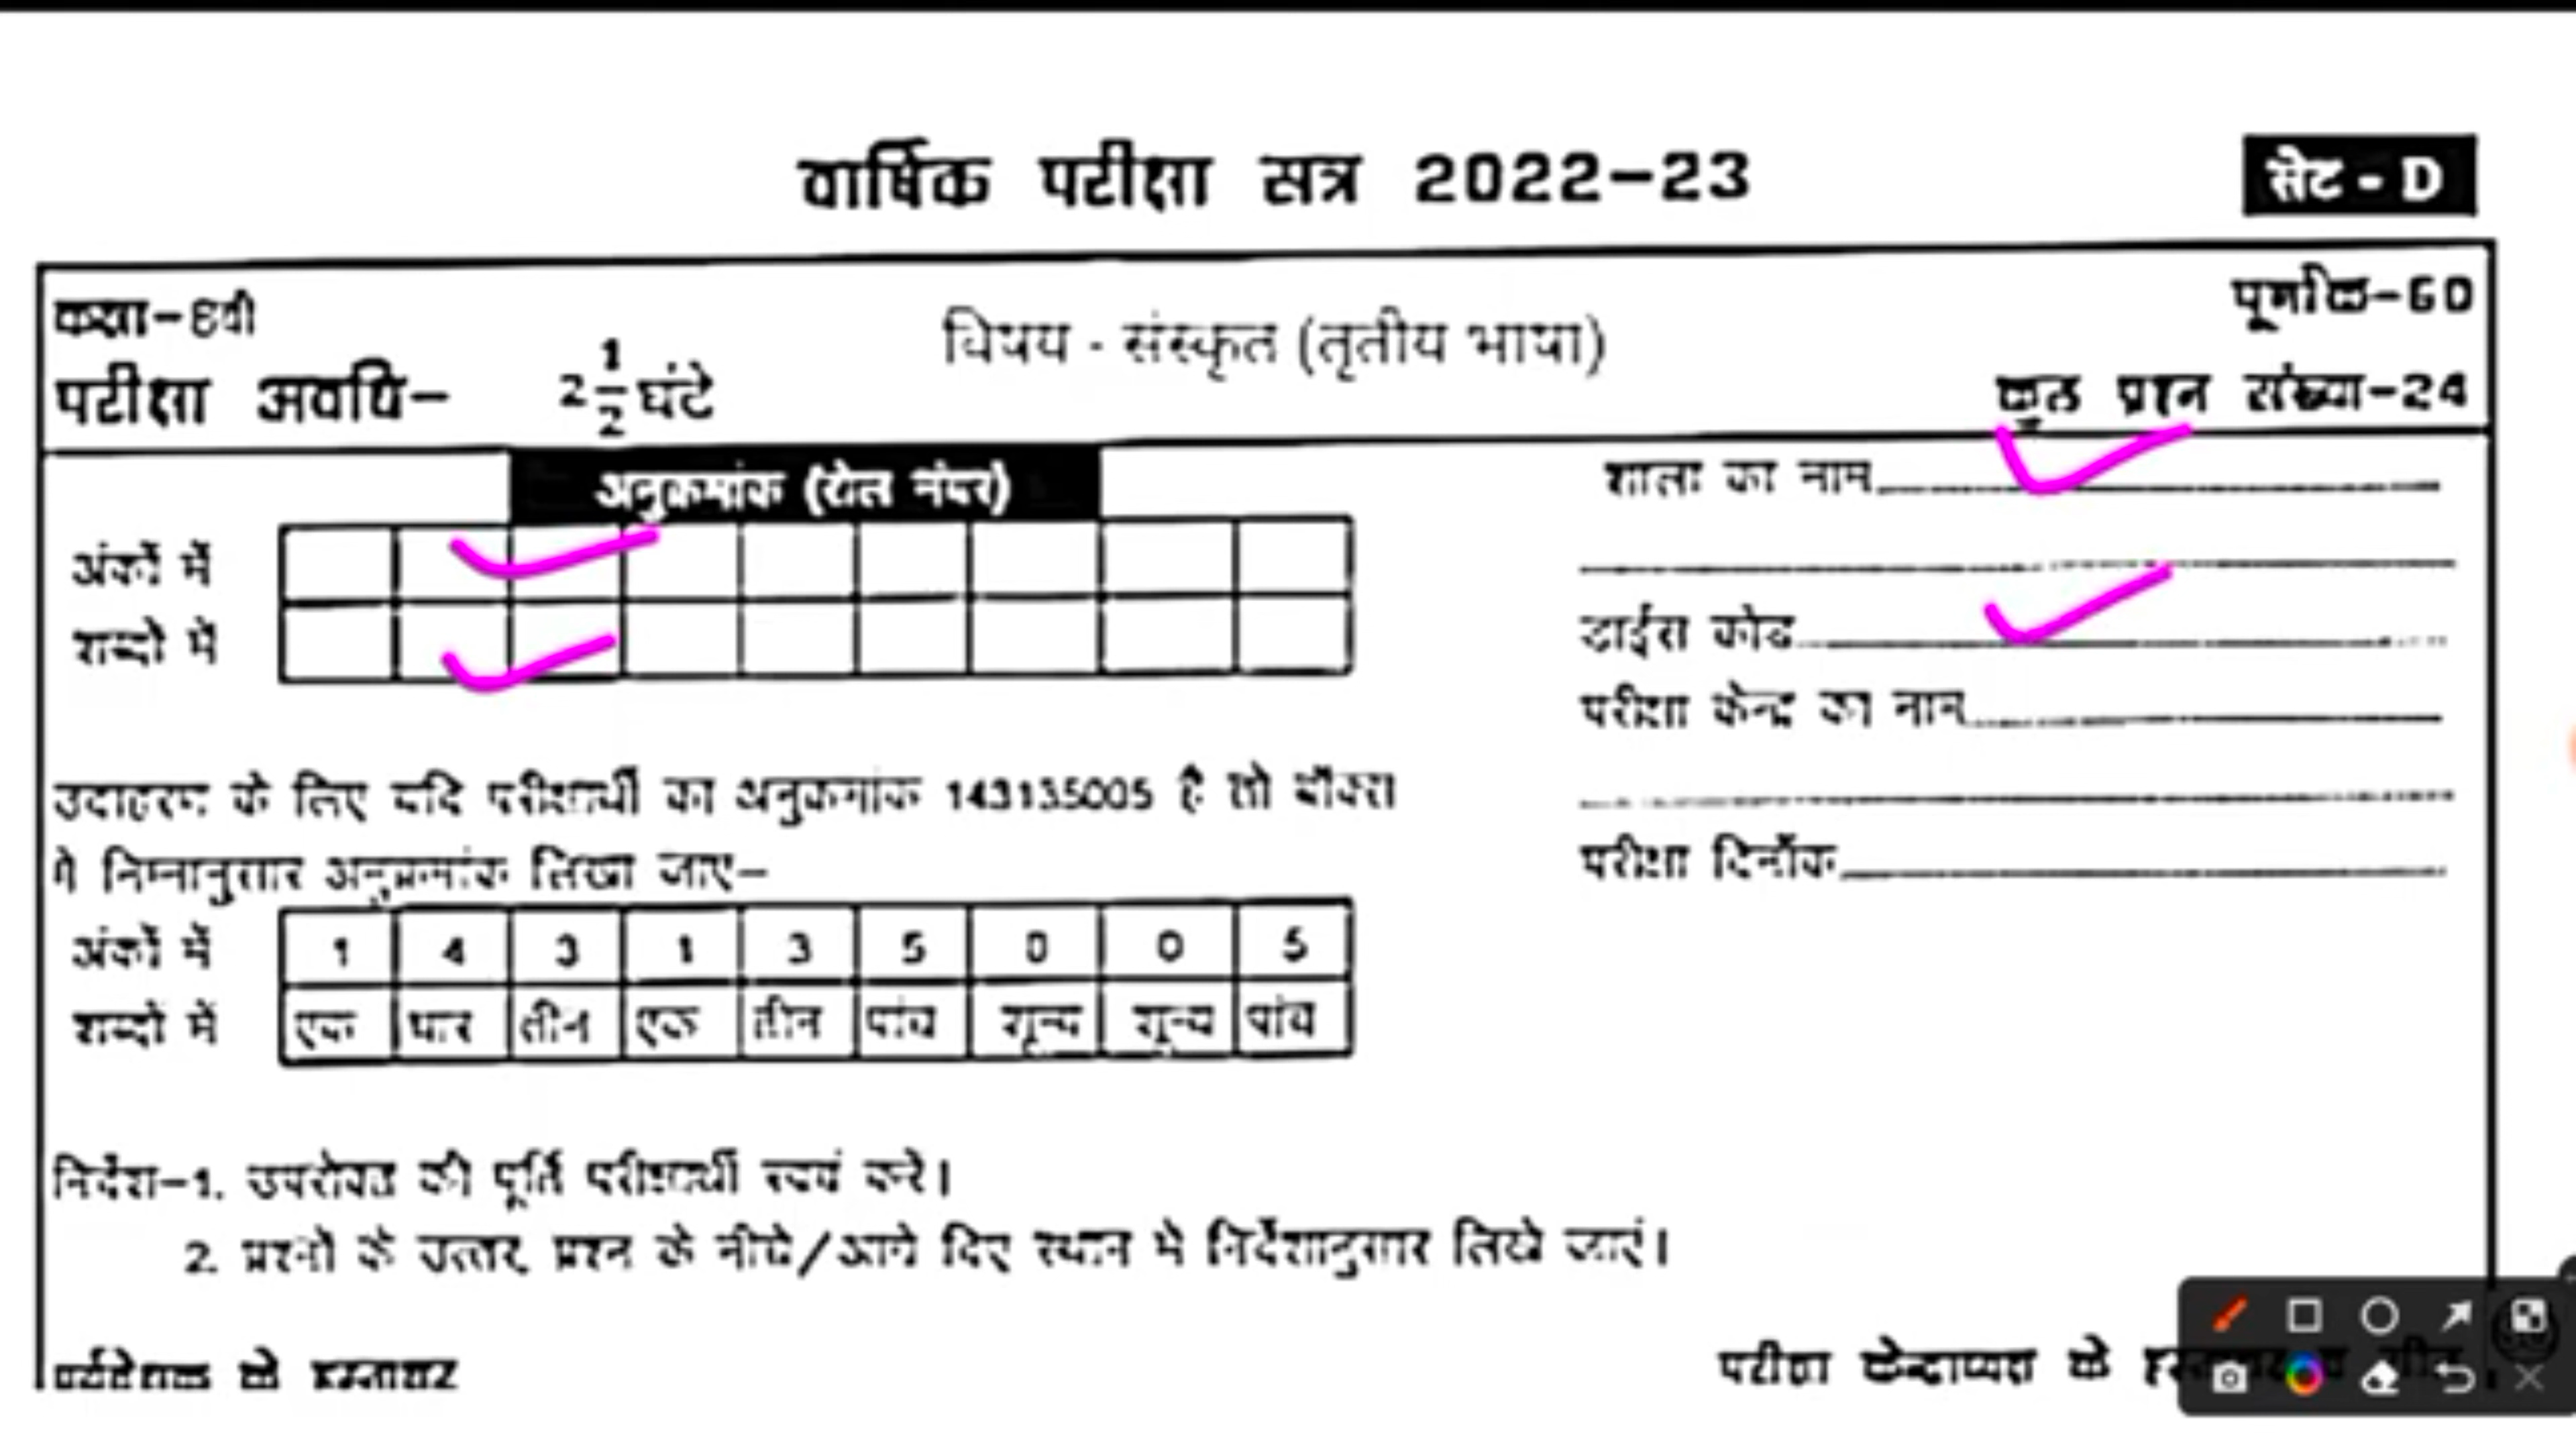 वार्षिक परीक्षा सत्र 2022-23
सेट - D
कक्षा-8वी
विषय - संस्कृत (तृतीय भाषा)
पूर्णांक-60
परीक्षा अवधि- 2 1/2 घंटे
कुल प्रश्न संख्या-24
अनुक्रमांक (रोल नंबर)
अंकों में
शब्दों में
शाला का नाम
डाईस कोड
परीक्षा केन्द्र का नाम
परीक्षा दिनाँक
उदाहरण के लिए यदि परीक्षार्थी का अनुक्रमांक 143135005 है तो बॉक्स
मे निम्नानुसार अनुक्रमांक लिखा जाए-
अंकों में 1 4 3 1 3 5 0 0 5
शब्दों में एक चार तीन एक तीन पांच शून्य शून्य पांच
निर्देश-1. उपरोक्त की पूर्ति परीक्षार्थी स्वयं करे।
2. प्रश्नों के उत्तर, प्रश्न के नीचे/आगे दिए स्थान मे निर्देशानुसार लिखे जाएं।
पर्यवेक्षक के हस्ताक्षर
परीक्षा केन्द्राध्यक्ष के